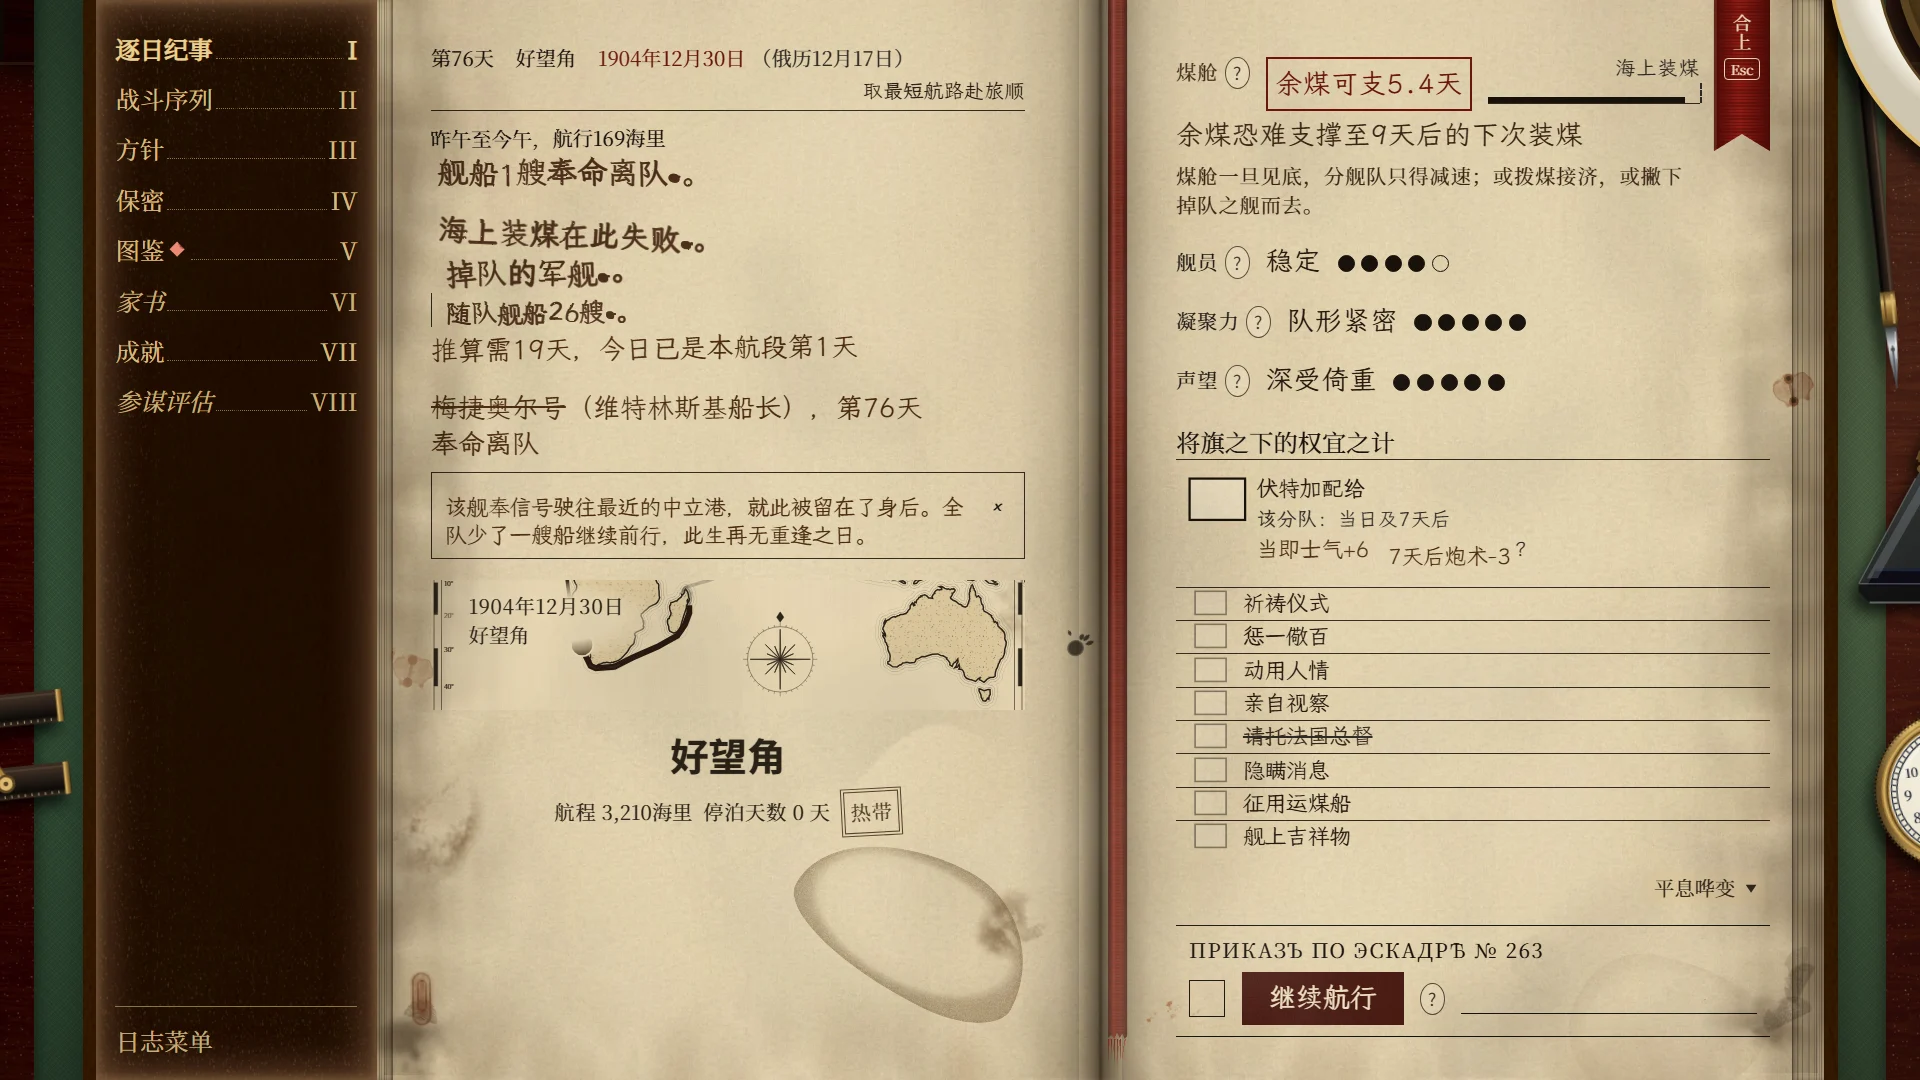 逐日纪事 I
战斗序列 II
方针 III
保密 IV
图鉴 V
家书 VI
成就 VII
参谋评估 VIII
日志菜单
第76天 好望角 1904年12月30日（俄历12月17日）
取最短航路赴旅顺
昨午至今午，航行169海里
舰船1艘奉命离队。
海上装煤在此失败。
掉队的军舰。
随队舰船26艘。
推算需19天，今日已是本航段第1天
梅捷奥尔号（维特林斯基船长），第76天
奉命离队
该舰奉信号驶往最近的中立港，就此被留在了身后。全
队少了一艘船继续前行，此生再无重逢之日。
×
10°
20°
30°
40°
1904年12月30日
好望角
好望角
航程 3,210海里 停泊天数 0 天 热带
煤舱 ? 余煤可支5.4天 海上装煤
余煤恐难支撑至9天后的下次装煤
煤舱一旦见底，分舰队只得减速；或拨煤接济，或撇下
掉队之舰而去。
舰员 ? 稳定
凝聚力 ? 队形紧密
声望 ? 深受倚重
将旗之下的权宜之计
伏特加配给
该分队：当日及7天后
当即士气+6 7天后炮术-3 ?
祈祷仪式
惩一儆百
动用人情
亲自视察
请托法国总督
隐瞒消息
征用运煤船
舰上吉祥物
平息哗变 ▼
ПРИКАЗЪ ПО ЭСКАДРѢ № 263
继续航行 ?
合上
Esc
10
9
8